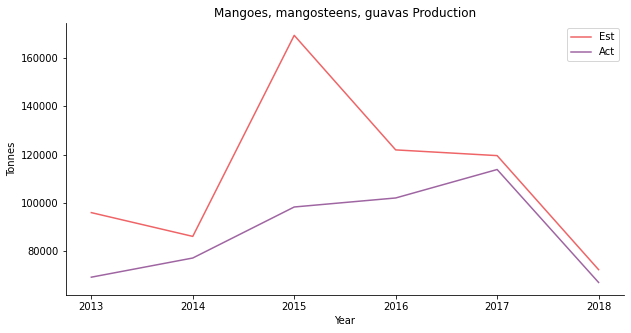 Mangoes, mangosteens, guavas Production
Est
Act
160000
140000
120000
100000
80000
Tonnes
2013 2014 2015 2016 2017 2018
Year